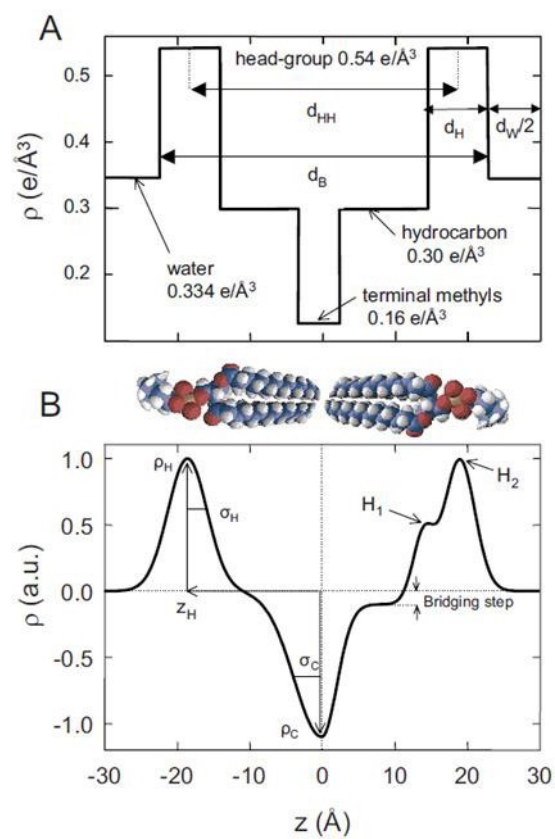 A
head-group 0.54 e/Å³
d_HH
d_H
d_W/2
d_B
hydrocarbon
0.30 e/Å³
water
0.334 e/Å³
terminal methyls
0.16 e/Å³
ρ (e/Å³)
0.5
0.4
0.3
0.2
B
ρ_H
σ_H
z_H
σ_C
ρ_C
H₁
H₂
Bridging step
ρ (a.u.)
1.0
0.5
0.0
-0.5
-1.0
-30 -20 -10 0 10 20 30
z (Å)